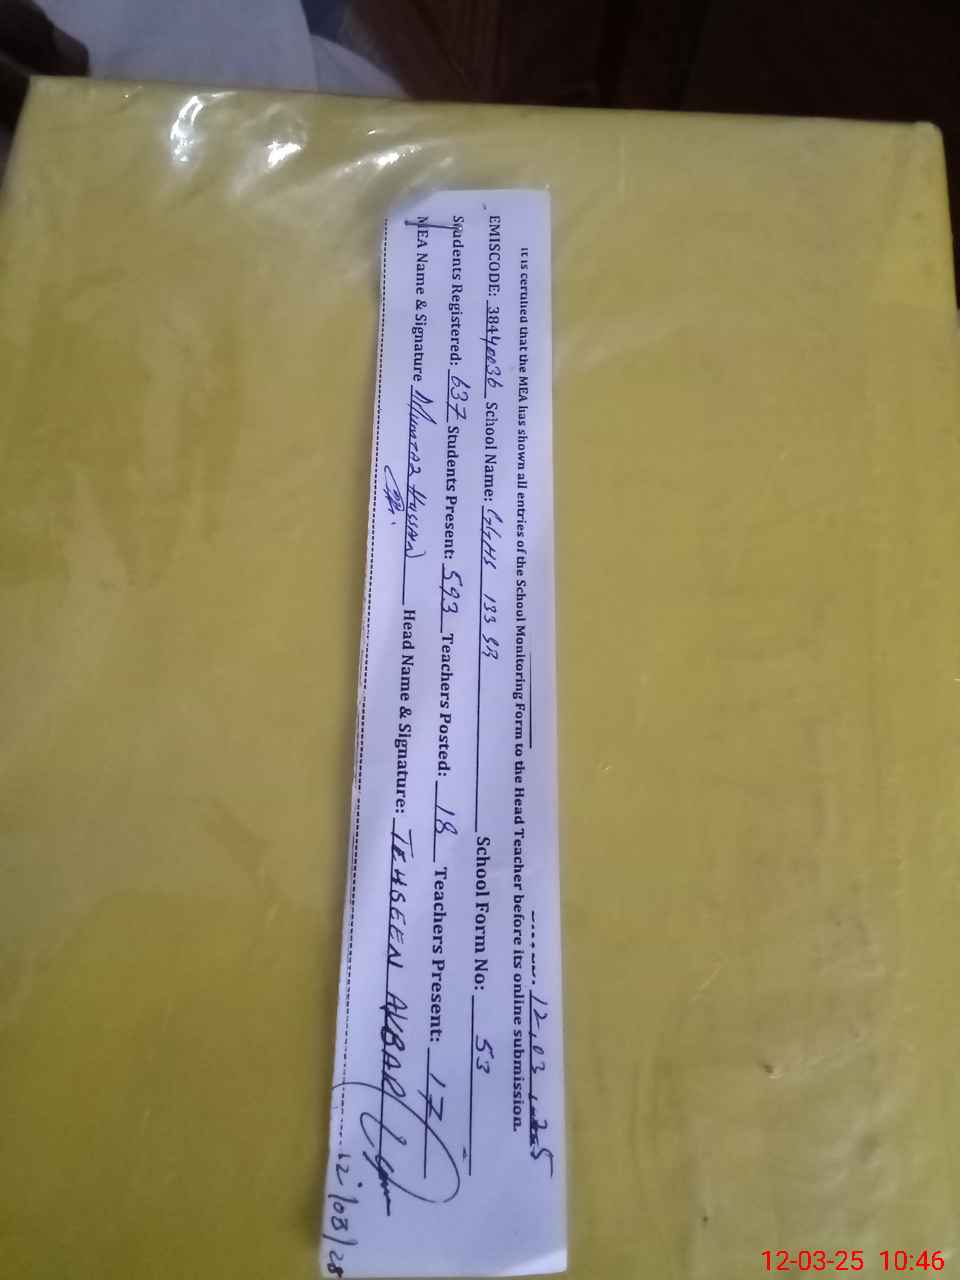 12.03.2025
It is certified that the MEA has shown all entries of the School Monitoring Form to the Head Teacher before its online submission.
EMISCODE: 38440036 School Name: GGHS 133 SB School Form No: 53
Students Registered: 637 Students Present: 593 Teachers Posted: 18 Teachers Present: 17
MEA Name & Signature Mumtaz Hussain Head Name & Signature: TEHSEEN AKBAR
12/03/25
12-03-25 10:46